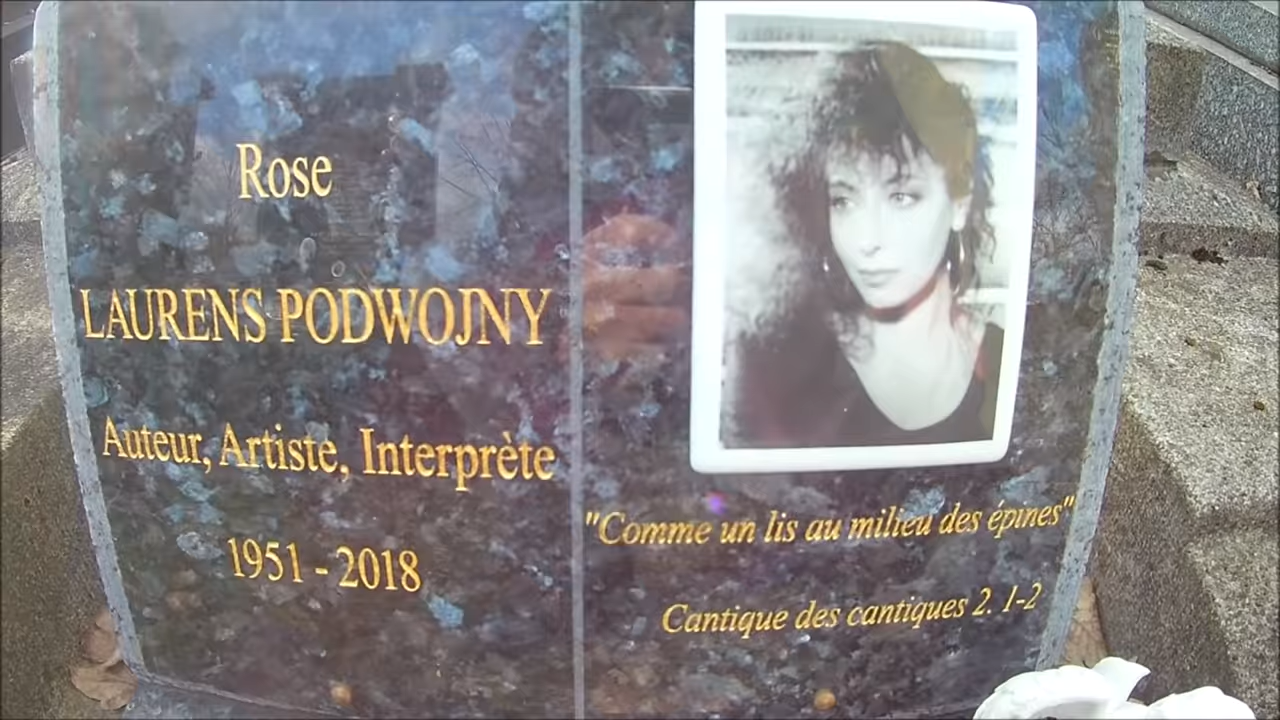 Rose
LAURENS PODWOJNY
Auteur, Artiste, Interprète
1951 - 2018
"Comme un lis au milieu des épines"
Cantique des cantiques 2. 1-2